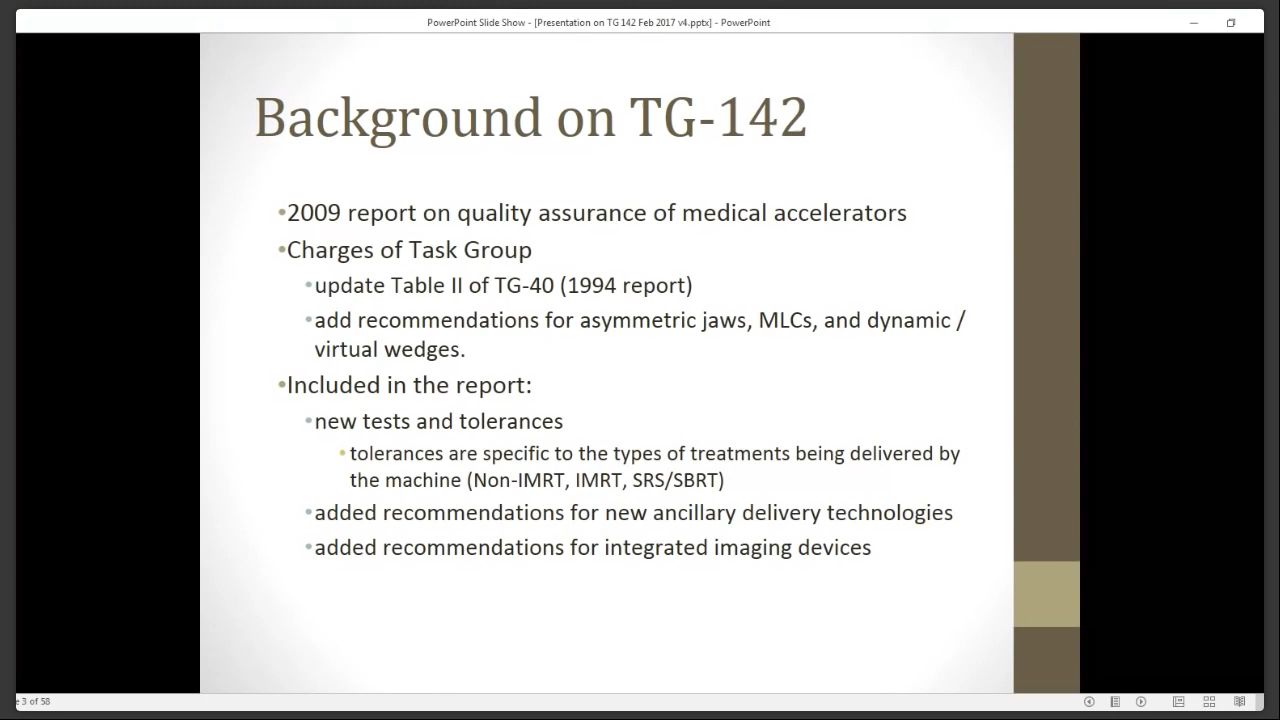 PowerPoint Slide Show - [Presentation on TG 142 Feb 2017 v4.pptx] - PowerPoint
Background on TG-142
•2009 report on quality assurance of medical accelerators
•Charges of Task Group
•update Table II of TG-40 (1994 report)
•add recommendations for asymmetric jaws, MLCs, and dynamic /
virtual wedges.
•Included in the report:
•new tests and tolerances
•tolerances are specific to the types of treatments being delivered by
the machine (Non-IMRT, IMRT, SRS/SBRT)
•added recommendations for new ancillary delivery technologies
•added recommendations for integrated imaging devices
e 3 of 58